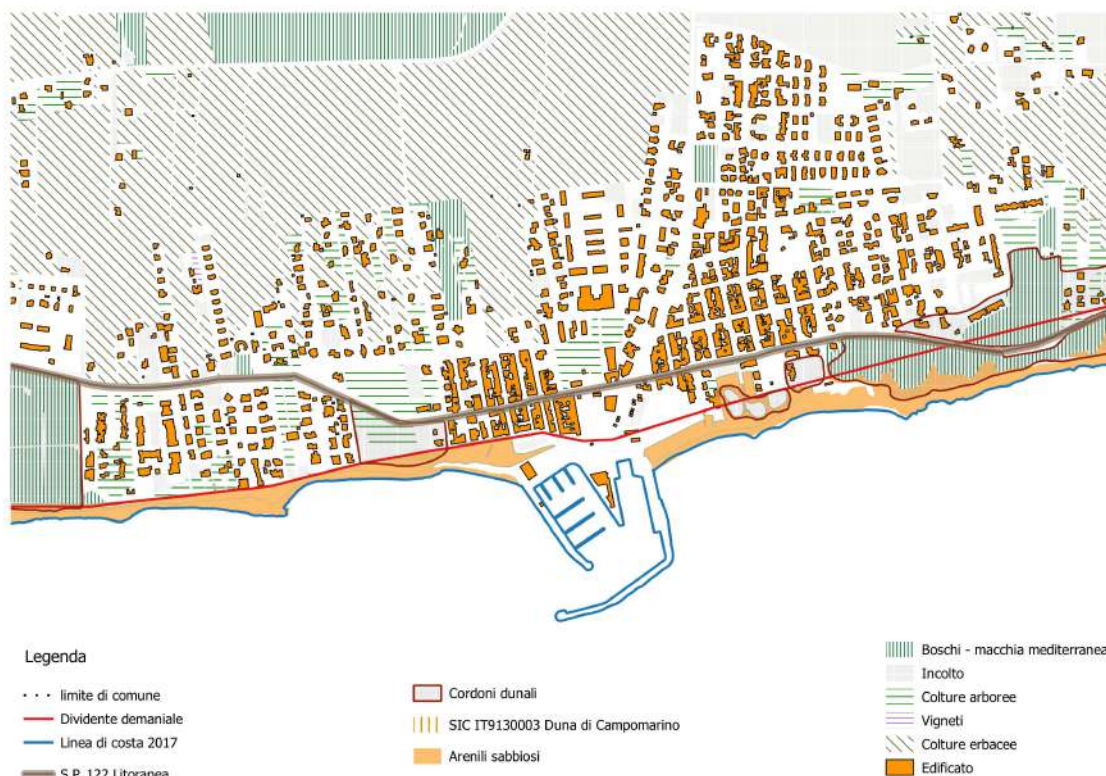 Legenda
limite di comune
Dividente demaniale
Linea di costa 2017
S.P. 122 Litoranea
Cordoni dunali
SIC IT9130003 Duna di Campomarino
Arenili sabbiosi
Boschi - macchia mediterranea
Incolto
Colture arboree
Vigneti
Colture erbacee
Edificato